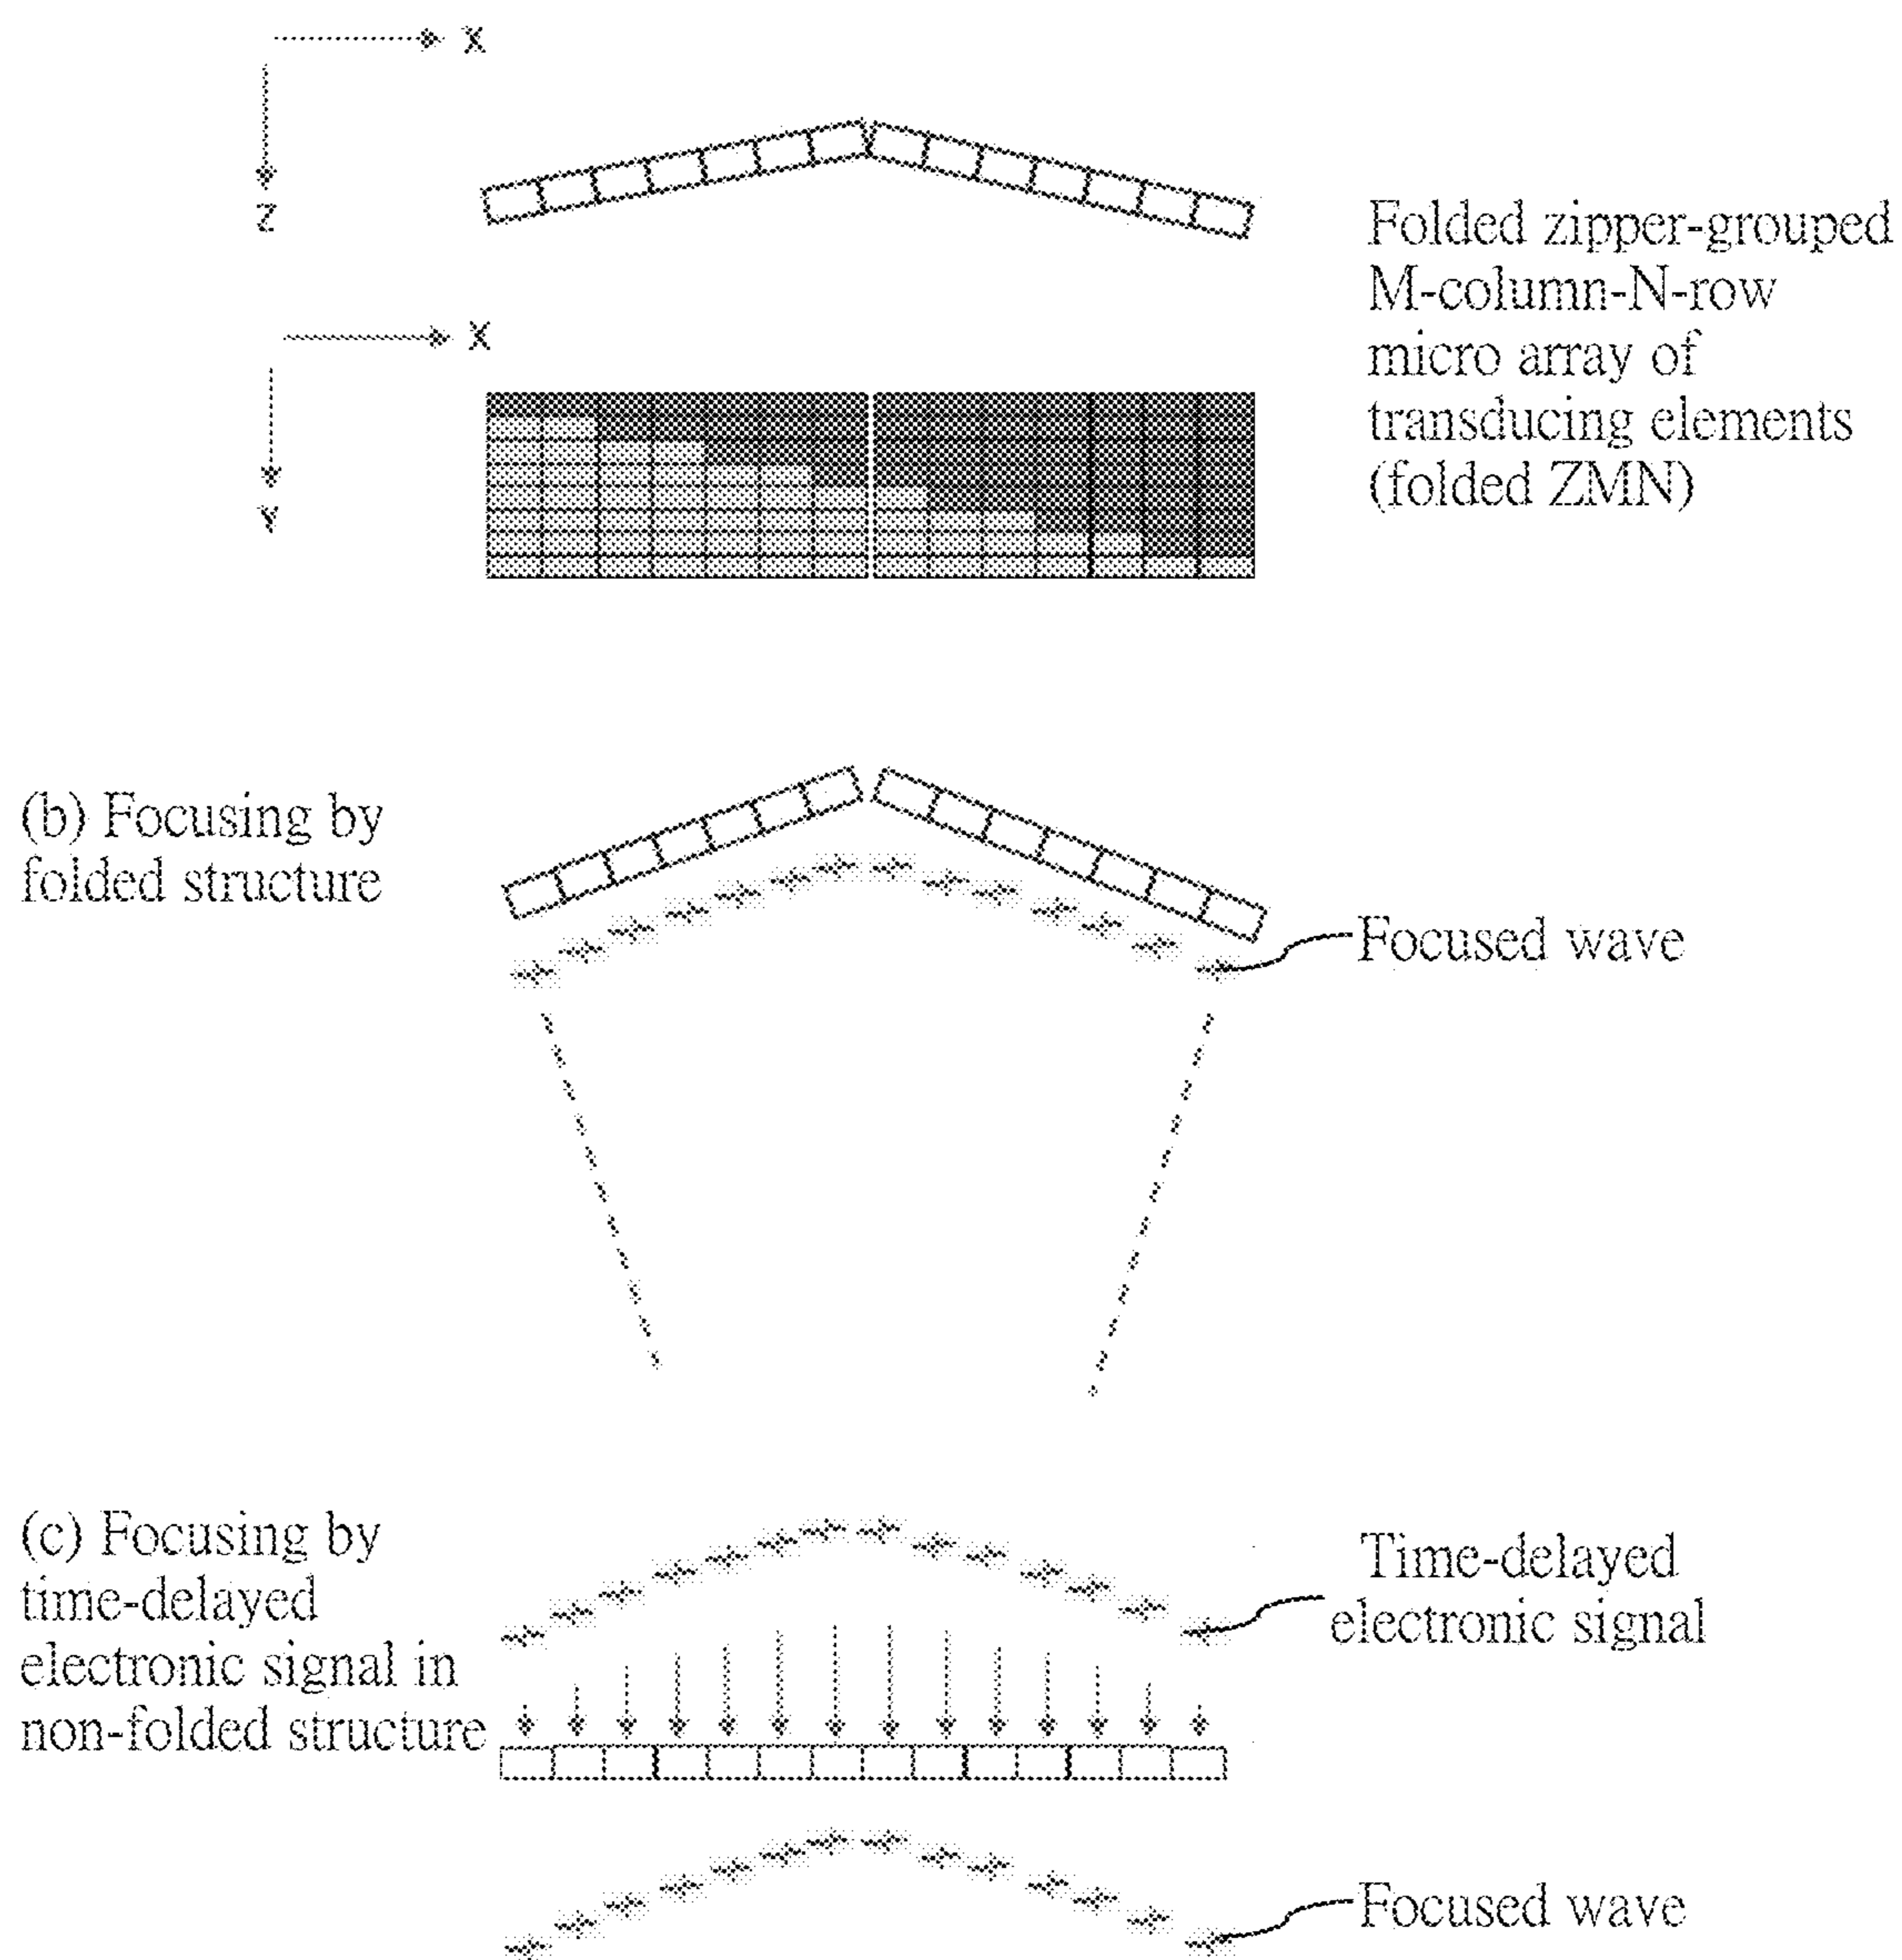 X
Z
Folded zipper-grouped
M-column-N-row
micro array of
transducing elements
(folded ZMN)
X
Y
(b) Focusing by
folded structure
Focused wave
(c) Focusing by
time-delayed
electronic signal in
non-folded structure
Time-delayed
electronic signal
Focused wave